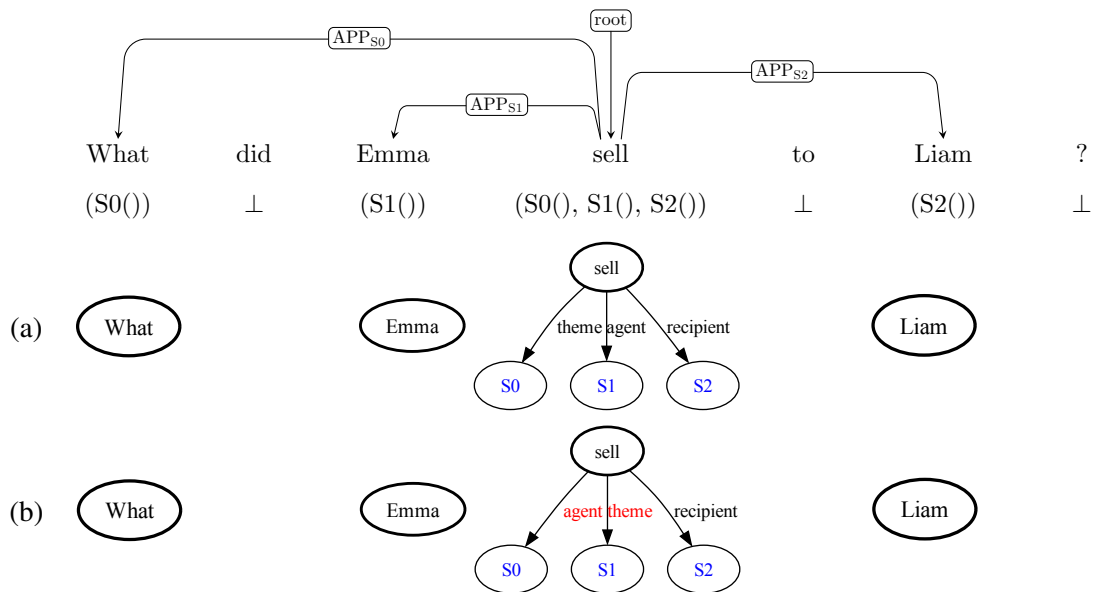 root
APP_S0
APP_S2
APP_S1
What did Emma sell to Liam ?
(S0()) ⊥ (S1()) (S0(), S1(), S2()) ⊥ (S2()) ⊥
sell
(a) What Emma theme agent recipient Liam
S0 S1 S2
sell
(b) What Emma agent theme recipient Liam
S0 S1 S2